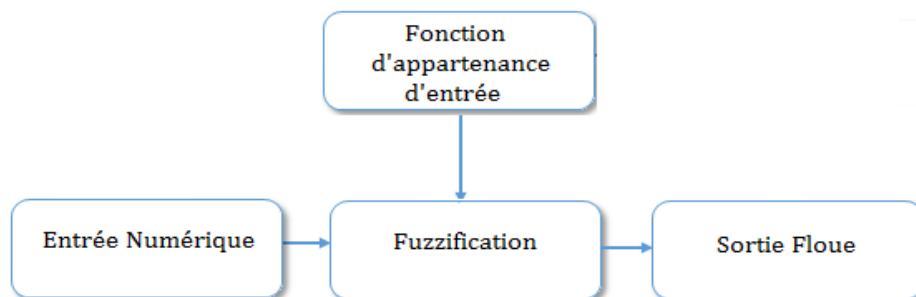 Fonction
d'appartenance
d'entrée
Entrée Numérique
Fuzzification
Sortie Floue